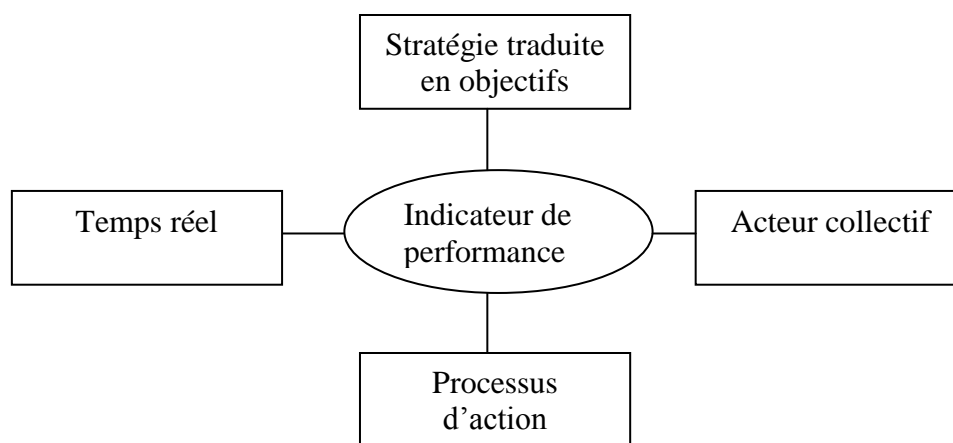 Stratégie traduite
en objectifs
Temps réel
Indicateur de
performance
Acteur collectif
Processus
d’action